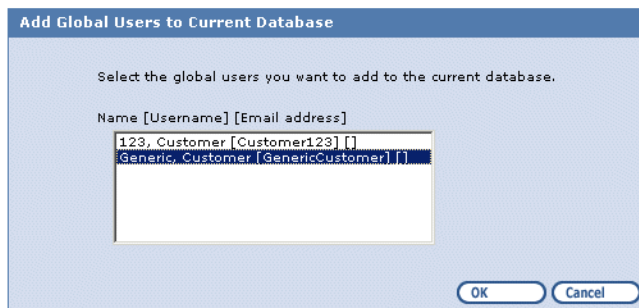 Add Global Users to Current Database
Select the global users you want to add to the current database.
Name [Username] [Email address]
123, Customer [Customer123] []
Generic, Customer [GenericCustomer] []
OK
Cancel